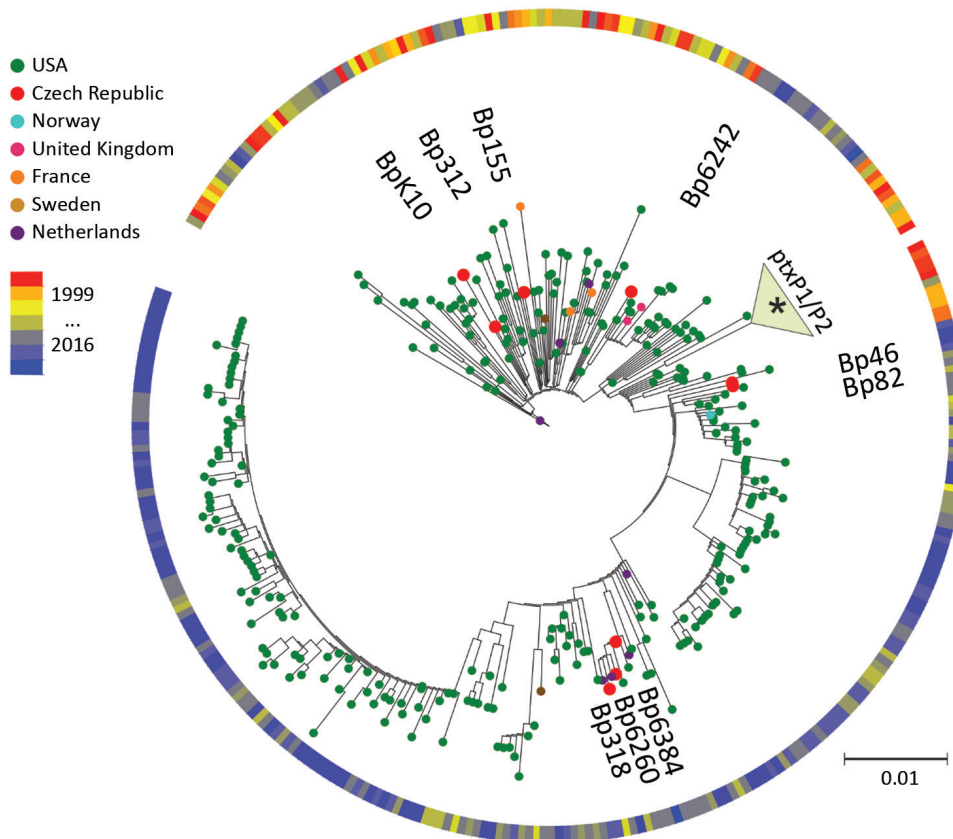 USA
Czech Republic
Norway
United Kingdom
France
Sweden
Netherlands
1999
...
2016
BpK10
Bp312
Bp155
Bp6242
ptxP1/P2
*
Bp46
Bp82
Bp318
Bp6260
Bp6384
0.01